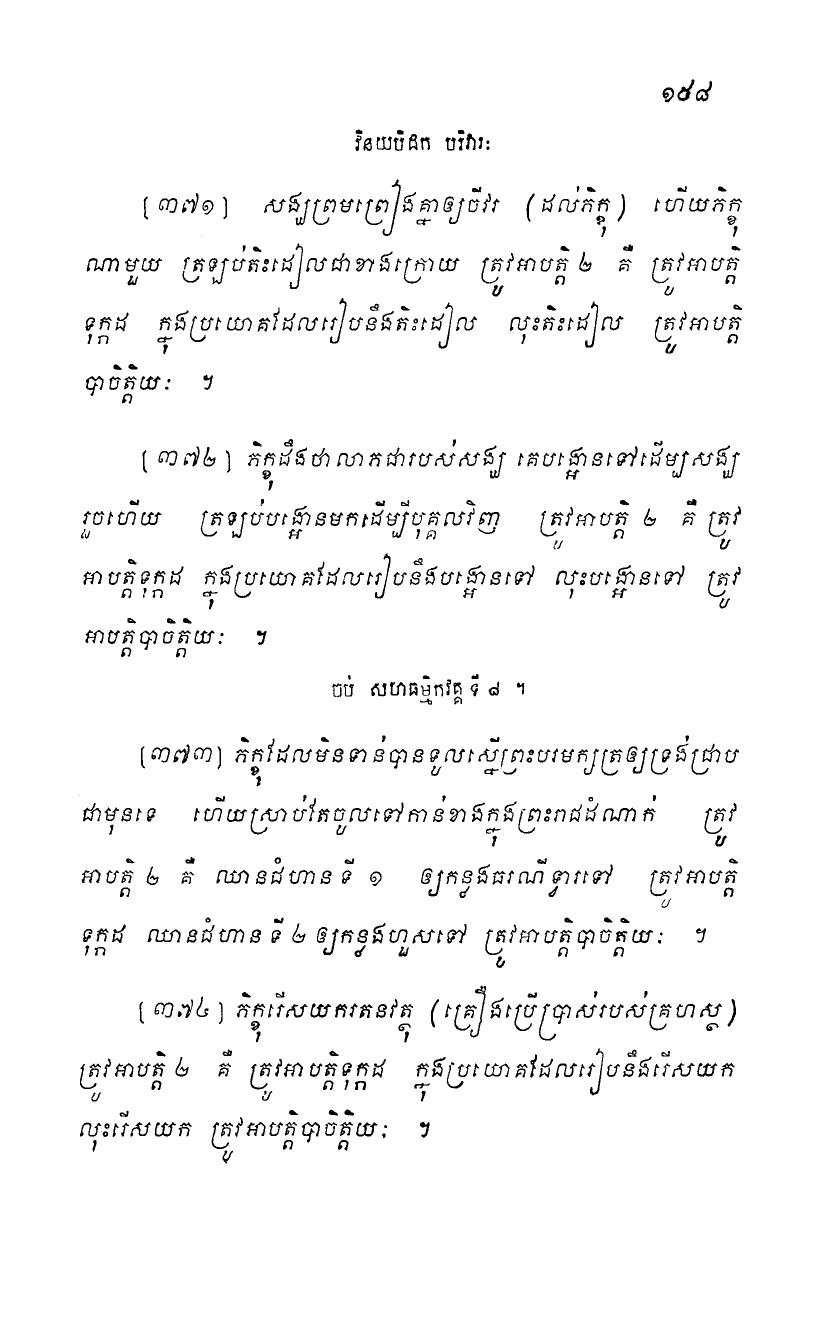 ១៥៨
វិនយបិដក បរិវារៈ
[៣៧១] សង្ឃព្រមព្រៀងគ្នាឲ្យចីវរ (ដល់ភិក្ខុ) ហើយភិក្ខុ
ណាមួយ ត្រឡប់តិះដៀលជាខាងក្រោយ ត្រូវអាបត្តិ ២ គឺ ត្រូវអាបត្តិ
ទុក្កដ ក្នុងប្រយោគដែលរៀបនឹងតិះដៀល លុះតិះដៀល ត្រូវអាបត្តិ
បាចិត្តិយៈ ។
[៣៧២] ភិក្ខុដឹងថាលាភជារបស់សង្ឃ គេបង្អោនទៅដើម្បសង្ឃ
រួចហើយ ត្រឡប់បង្អោនមកដើម្បីបុគ្គលវិញ ត្រូវអាបត្តិ ២ គឺ ត្រូវ
អាបត្តិទុក្កដ ក្នុងប្រយោគដែលរៀបនឹងបង្អោនទៅ លុះបង្អោនទៅ ត្រូវ
អាបត្តិបាចិត្តិយៈ ។
ចប់ សហធម្មិកវគ្គ ទី ៨ ។
[៣៧៣] ភិក្ខុដែលមិនទាន់បានទូលស្នើព្រះបរមក្សត្រឲ្យទ្រង់ជ្រាប
ជាមុនទេ ហើយស្រាប់តែចូលទៅកាន់ខាងក្នុងព្រះរាជដំណាក់ ត្រូវ
អាបត្តិ ២ គឺ ឈានជំហានទី ១ ឲ្យកន្លងធរណីទ្វារទៅ ត្រូវអាបត្តិ
ទុក្កដ ឈានជំហានទី ២ ឲ្យកន្លងហួសទៅ ត្រូវអាបត្តិបាចិត្តិយៈ ។
[៣៧៤] ភិក្ខុរើសយករតនវត្ថុ (គ្រឿងប្រើប្រាស់របស់គ្រហស្ថ)
ត្រូវអាបត្តិ ២ គឺ ត្រូវអាបត្តិទុក្កដ ក្នុងប្រយោគដែលរៀបនឹងរើសយក
លុះរើសយក ត្រូវអាបត្តិបាចិត្តិយៈ ។